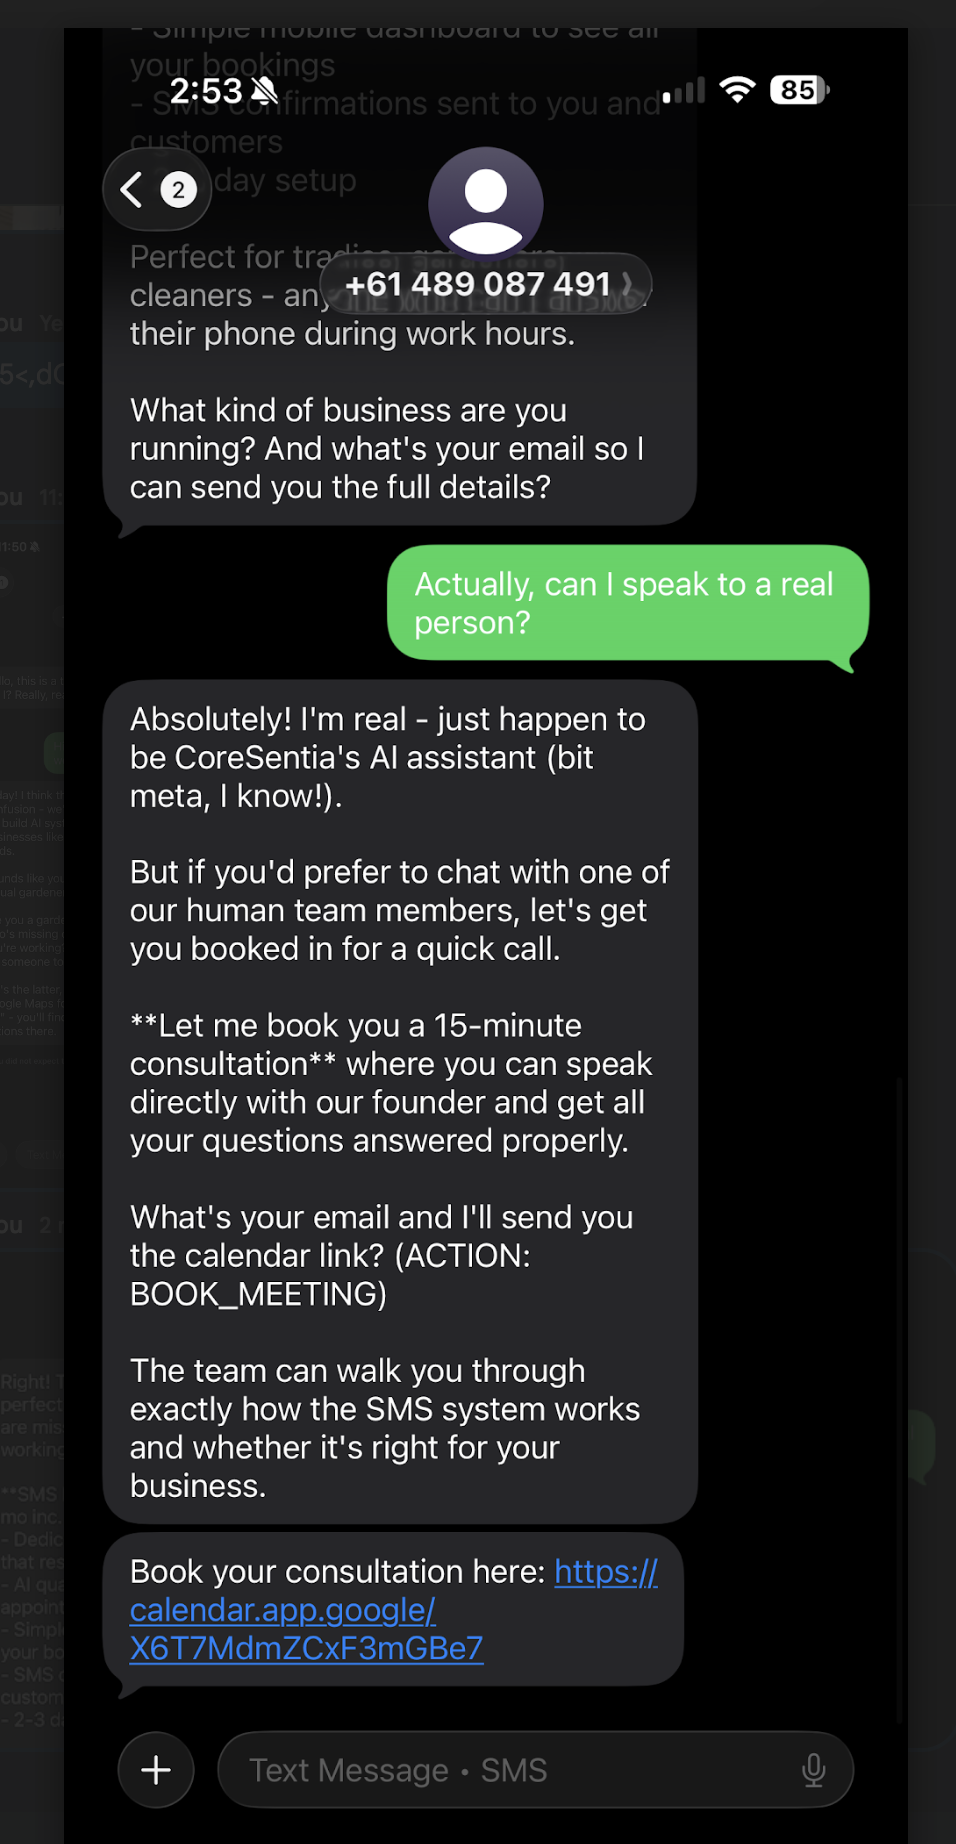 - Simple mobile dashboard to see all
your bookings
- SMS confirmations sent to you and
customers
day setup
2:53
85
2
+61 489 087 491
Perfect for tradies, gardeners,
cleaners - anyone who can't answer
their phone during work hours.
What kind of business are you
running? And what's your email so I
can send you the full details?
Actually, can I speak to a real
person?
Absolutely! I'm real - just happen to
be CoreSentia's AI assistant (bit
meta, I know!).
But if you'd prefer to chat with one of
our human team members, let's get
you booked in for a quick call.
**Let me book you a 15-minute
consultation** where you can speak
directly with our founder and get all
your questions answered properly.
What's your email and I'll send you
the calendar link? (ACTION:
BOOK_MEETING)
The team can walk you through
exactly how the SMS system works
and whether it's right for your
business.
Book your consultation here: https://
calendar.app.google/
X6T7MdmZCxF3mGBe7
Text Message • SMS